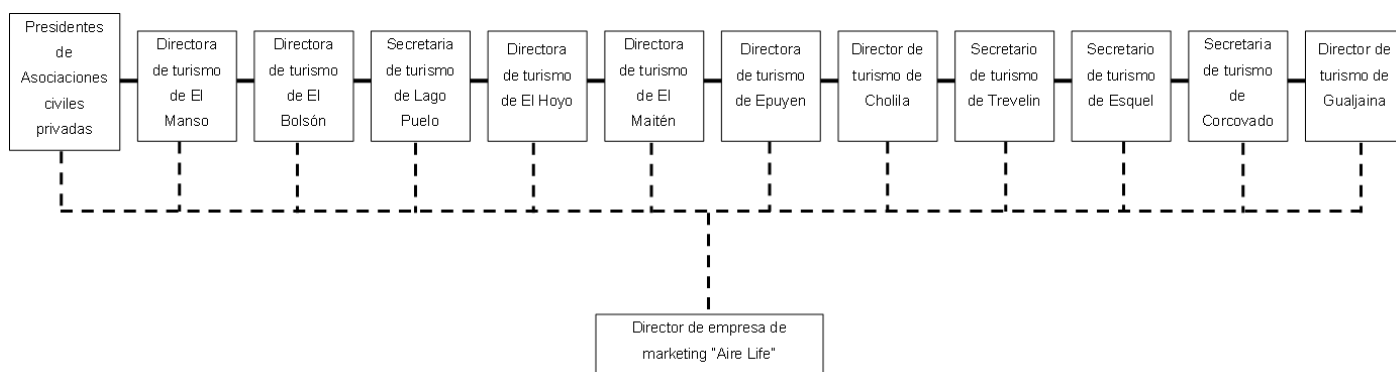 Presidentes
de
Asociaciones
civiles
privadas
Directora
de turismo
de El
Manso
Directora
de turismo
de El
Bolsón
Secretaria
de turismo
de Lago
Puelo
Directora
de turismo
de El Hoyo
Directora
de turismo
de El
Maitén
Directora
de turismo
de Epuyen
Director de
turismo de
Cholila
Secretario
de turismo
de Trevelin
Secretario
de turismo
de Esquel
Secretaria
de turismo
de
Corcovado
Director de
turismo de
Gualjaina
Director de empresa de
marketing "Aire Life"